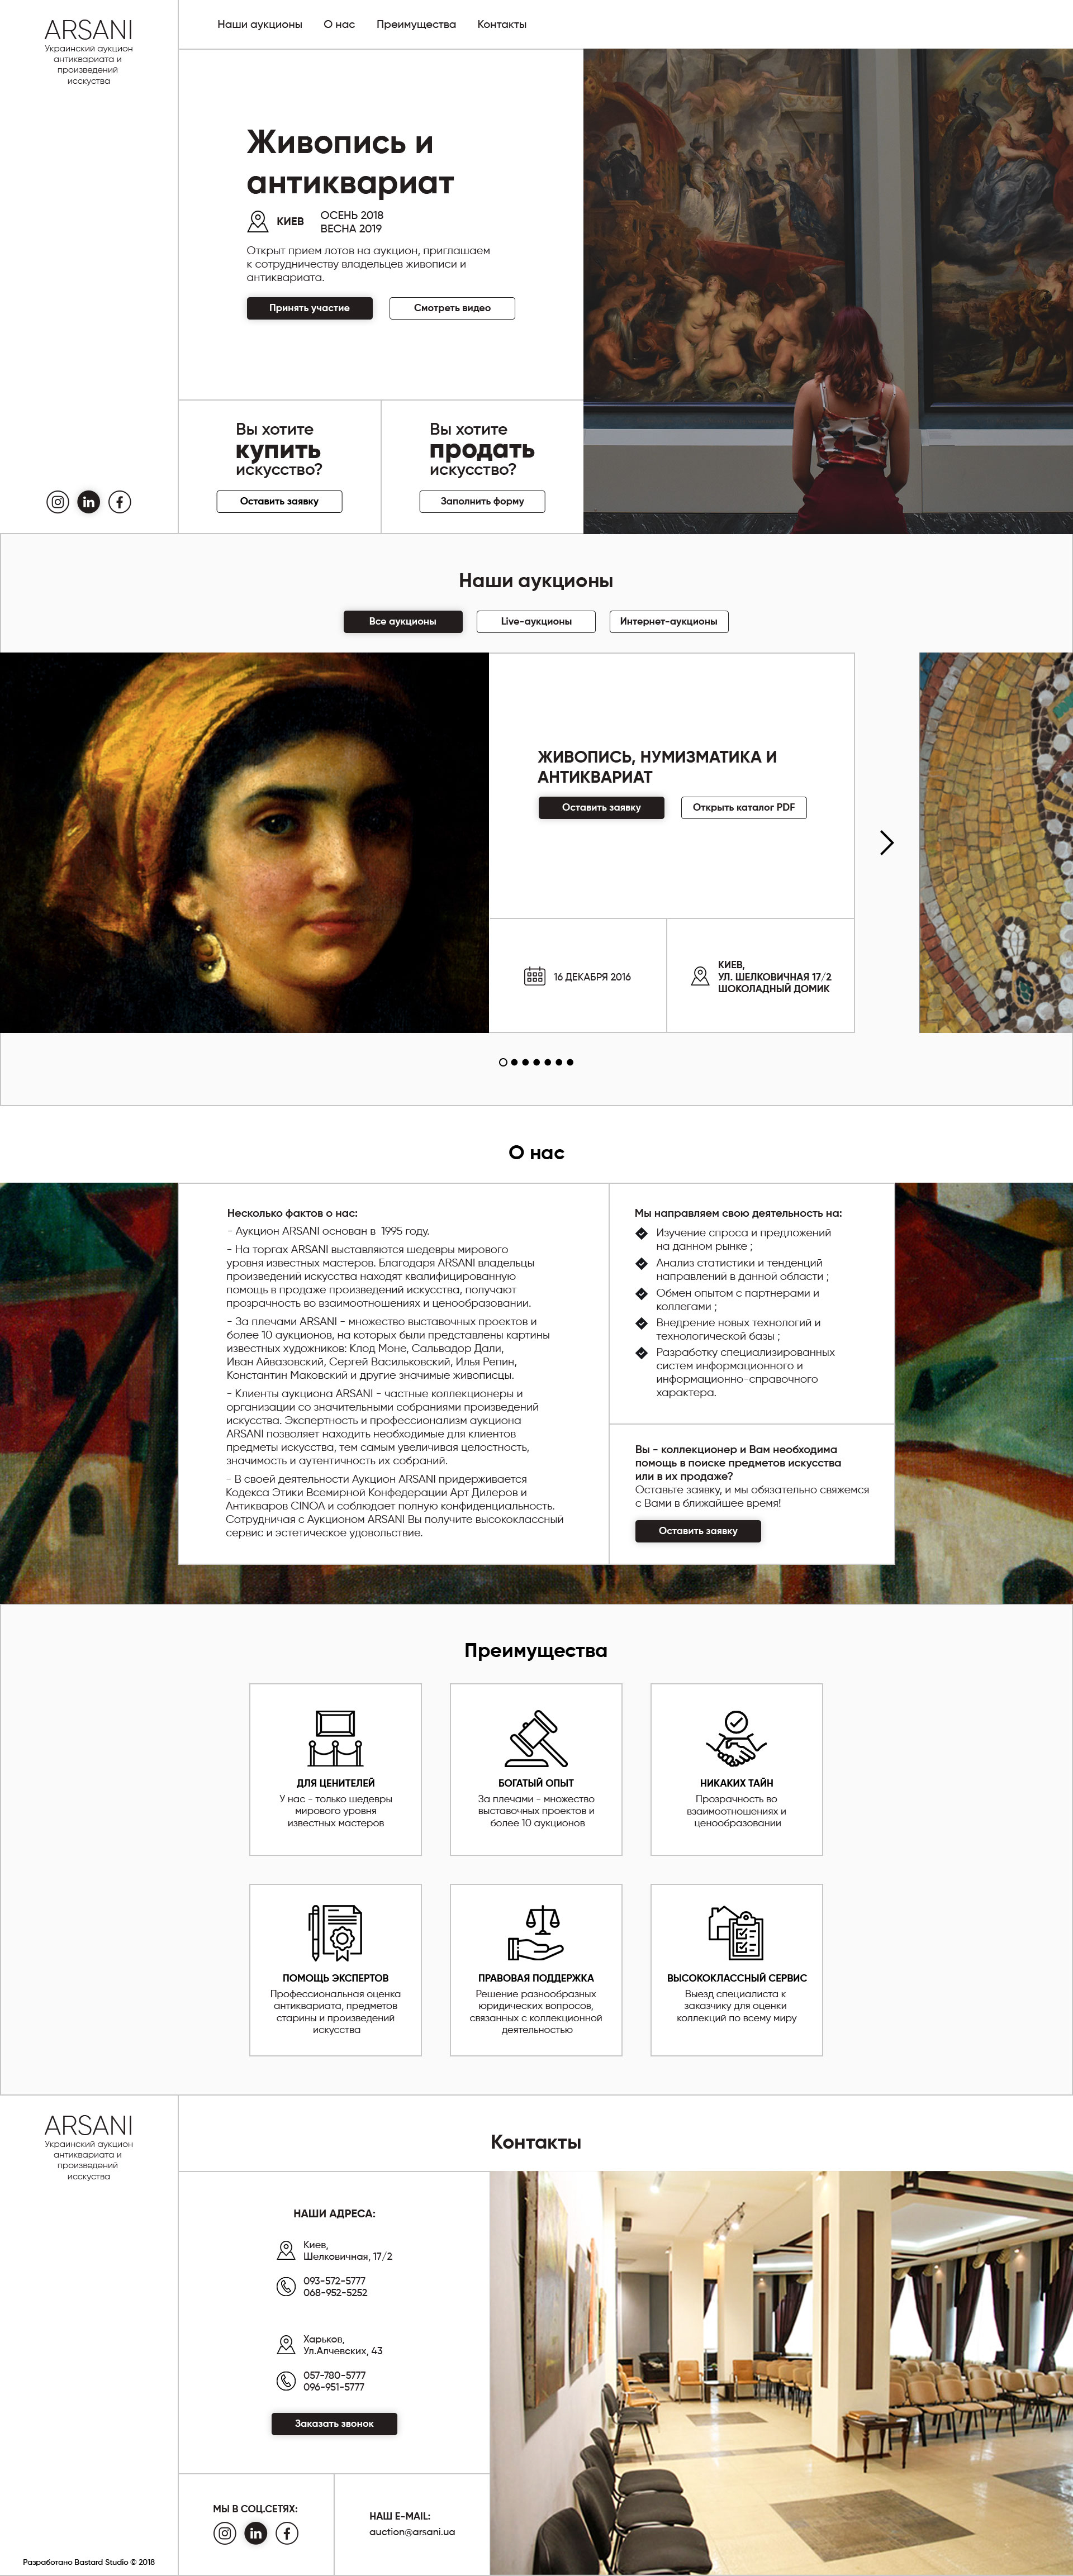 ARSANI
Украинский аукцион
антиквариата и
произведений
исскуства
Наши аукционы
О нас
Преимущества
Контакты
Живопись и
антиквариат
КИЕВ
ОСЕНЬ 2018
ВЕСНА 2019
Открыт прием лотов на аукцион, приглашаем
к сотрудничеству владельцев живописи и
антиквариата.
Принять участие
Смотреть видео
Вы хотите
купить
искусство?
Оставить заявку
Вы хотите
продать
искусство?
Заполнить форму
in
Наши аукционы
Все аукционы
Live-аукционы
Интернет-аукционы
ЖИВОПИСЬ, НУМИЗМАТИКА И
АНТИКВАРИАТ
Оставить заявку
Открыть каталог PDF
16 ДЕКАБРЯ 2016
КИЕВ,
УЛ. ШЕЛКОВИЧНАЯ 17/2
ШОКОЛАДНЫЙ ДОМИК
О нас
Несколько фактов о нас:
- Аукцион ARSANI основан в 1995 году.
- На торгах ARSANI выставляются шедевры мирового
уровня известных мастеров. Благодаря ARSANI владельцы
произведений искусства находят квалифицированную
помощь в продаже произведений искусства, получают
прозрачность во взаимоотношениях и ценообразовании.
- За плечами ARSANI - множество выставочных проектов и
более 10 аукционов, на которых были представлены картины
известных художников: Клод Моне, Сальвадор Дали,
Иван Айвазовский, Сергей Васильковский, Илья Репин,
Константин Маковский и другие значимые живописцы.
- Клиенты аукциона ARSANI - частные коллекционеры и
организации со значительными собраниями произведений
искусства. Экспертность и профессионализм аукциона
ARSANI позволяет находить необходимые для клиентов
предметы искусства, тем самым увеличивая целостность,
значимость и аутентичность их собраний.
- В своей деятельности Аукцион ARSANI придерживается
Кодекса Этики Всемирной Конфедерации Арт Дилеров и
Антикваров CINOA и соблюдает полную конфиденциальность.
Сотрудничая с Аукционом ARSANI Вы получите высококлассный
сервис и эстетическое удовольствие.
Мы направляем свою деятельность на:
Изучение спроса и предложений
на данном рынке ;
Анализ статистики и тенденций
направлений в данной области ;
Обмен опытом с партнерами и
коллегами ;
Внедрение новых технологий и
технологической базы ;
Разработку специализированных
систем информационного и
информационно-справочного
характера.
Вы - коллекционер и Вам необходима
помощь в поиске предметов искусства
или в их продаже?
Оставьте заявку, и мы обязательно свяжемся
с Вами в ближайшее время!
Оставить заявку
Преимущества
ДЛЯ ЦЕНИТЕЛЕЙ
У нас - только шедевры
мирового уровня
известных мастеров
БОГАТЫЙ ОПЫТ
За плечами - множество
выставочных проектов и
более 10 аукционов
НИКАКИХ ТАЙН
Прозрачность во
взаимоотношениях и
ценообразовании
ПОМОЩЬ ЭКСПЕРТОВ
Профессиональная оценка
антиквариата, предметов
старины и произведений
искусства
ПРАВОВАЯ ПОДДЕРЖКА
Решение разнообразных
юридических вопросов,
связанных с коллекционной
деятельностью
ВЫСОКОКЛАССНЫЙ СЕРВИС
Выезд специалиста к
заказчику для оценки
коллекций по всему миру
ARSANI
Украинский аукцион
антиквариата и
произведений
исскуства
Контакты
НАШИ АДРЕСА:
Киев,
Шелковичная, 17/2
093-572-5777
068-952-5252
Харьков,
Ул.Алчевских, 43
057-780-5777
096-951-5777
Заказать звонок
МЫ В СОЦ.СЕТЯХ:
in
НАШ E-MAIL:
auction@arsani.ua
Разработано Bastard Studio © 2018